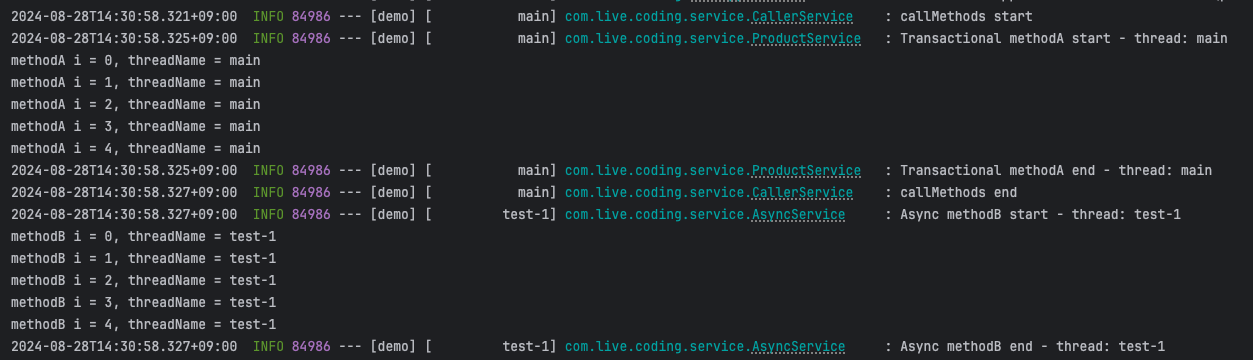 2024-08-28T14:30:58.321+09:00  INFO 84986 --- [demo] [           main] com.live.coding.service.CallerService    : callMethods start
2024-08-28T14:30:58.325+09:00  INFO 84986 --- [demo] [           main] com.live.coding.service.ProductService   : Transactional methodA start - thread: main
methodA i = 0, threadName = main
methodA i = 1, threadName = main
methodA i = 2, threadName = main
methodA i = 3, threadName = main
methodA i = 4, threadName = main
2024-08-28T14:30:58.325+09:00  INFO 84986 --- [demo] [           main] com.live.coding.service.ProductService   : Transactional methodA end - thread: main
2024-08-28T14:30:58.327+09:00  INFO 84986 --- [demo] [           main] com.live.coding.service.CallerService    : callMethods end
2024-08-28T14:30:58.327+09:00  INFO 84986 --- [demo] [         test-1] com.live.coding.service.AsyncService     : Async methodB start - thread: test-1
methodB i = 0, threadName = test-1
methodB i = 1, threadName = test-1
methodB i = 2, threadName = test-1
methodB i = 3, threadName = test-1
methodB i = 4, threadName = test-1
2024-08-28T14:30:58.327+09:00  INFO 84986 --- [demo] [         test-1] com.live.coding.service.AsyncService     : Async methodB end - thread: test-1